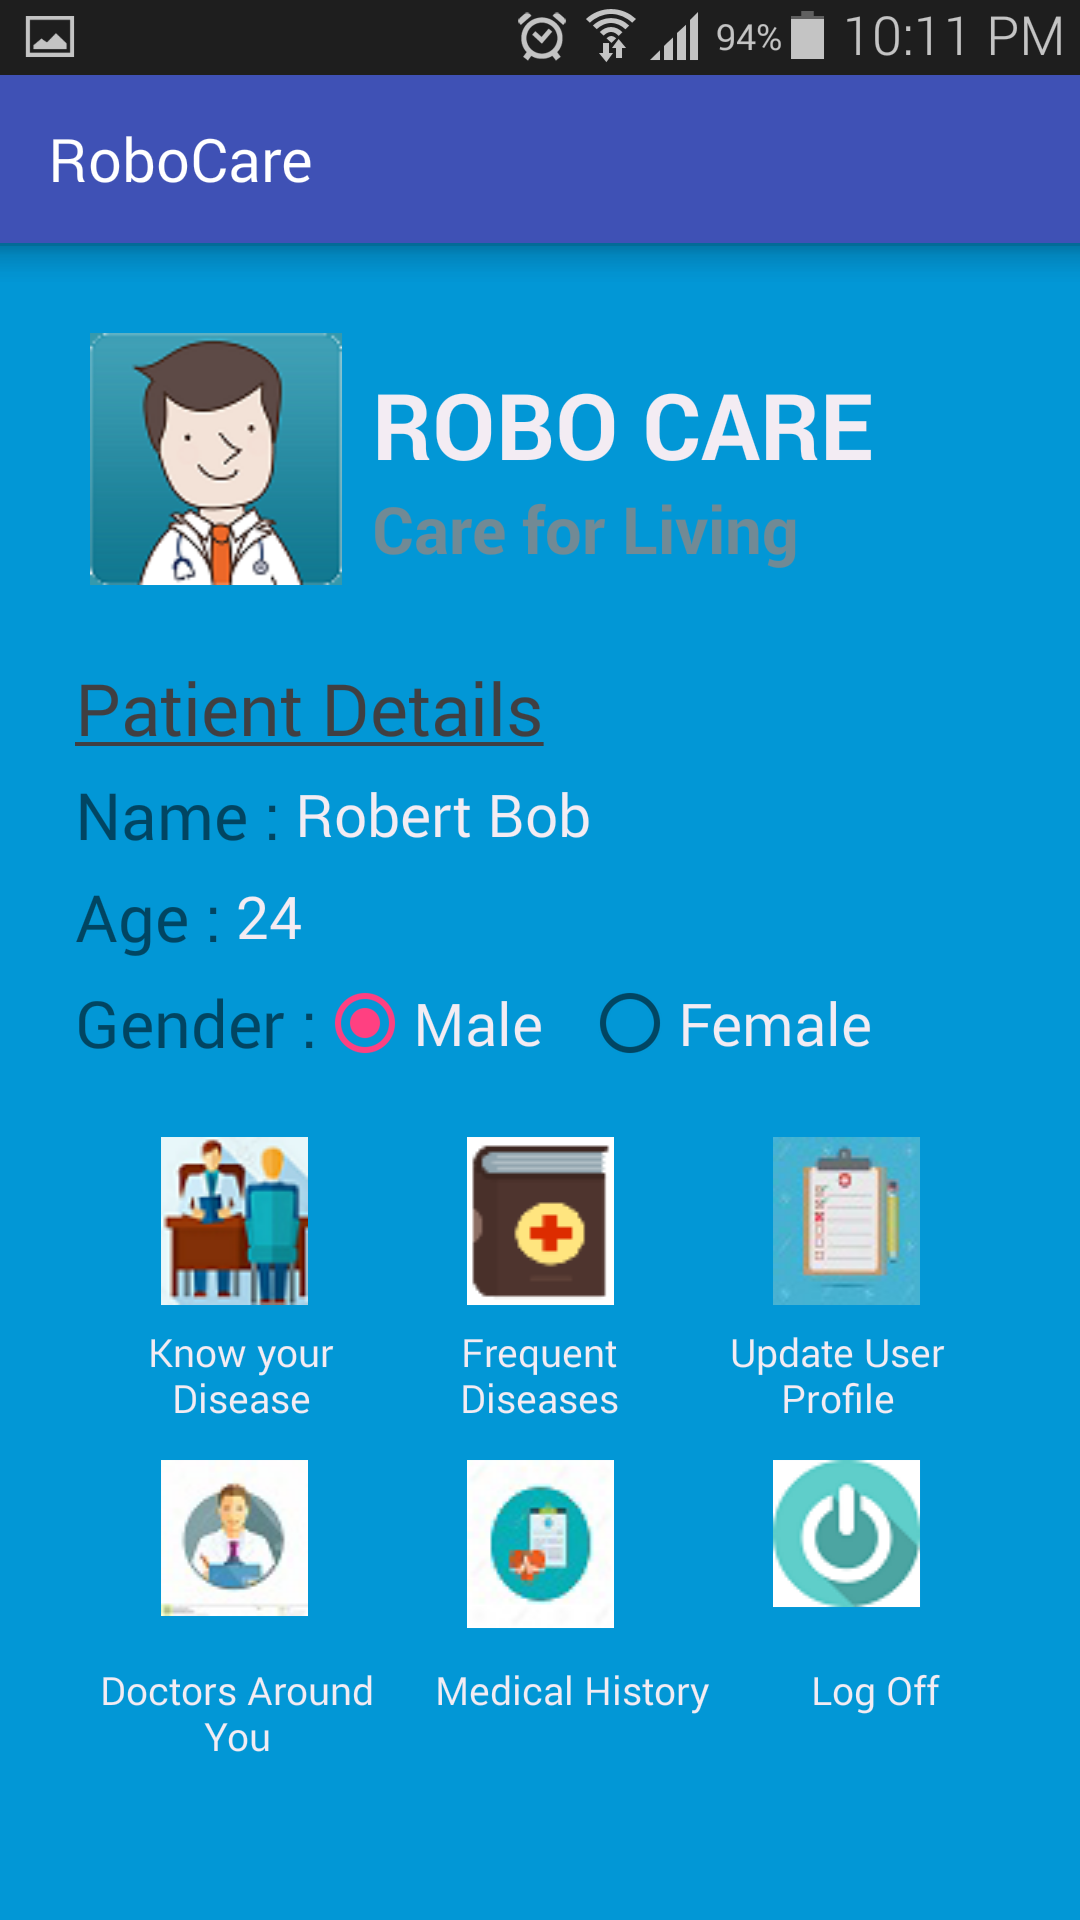 94% 10:11 PM
RoboCare
ROBO CARE
Care for Living
Patient Details
Name : Robert Bob
Age : 24
Gender : Male Female
Know your
Disease
Frequent
Diseases
Update User
Profile
Doctors Around
You
Medical History
Log Off